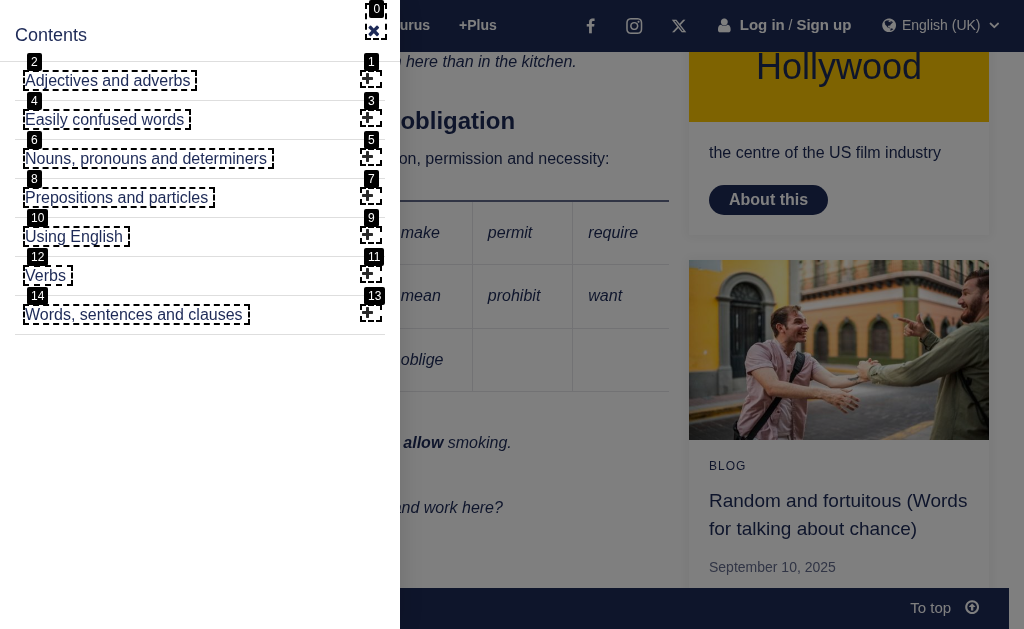 Contents
0
2
1
Adjectives and adverbs
4
3
Easily confused words
6
5
Nouns, pronouns and determiners
8
7
Prepositions and particles
10
9
Using English
12
11
Verbs
14
13
Words, sentences and clauses
urus
+Plus
Log in / Sign up
English (UK)
here than in the kitchen.
obligation
on, permission and necessity:
make permit require
mean prohibit want
oblige
allow smoking.
and work here?
Hollywood
the centre of the US film industry
About this
BLOG
Random and fortuitous (Words
for talking about chance)
September 10, 2025
To top